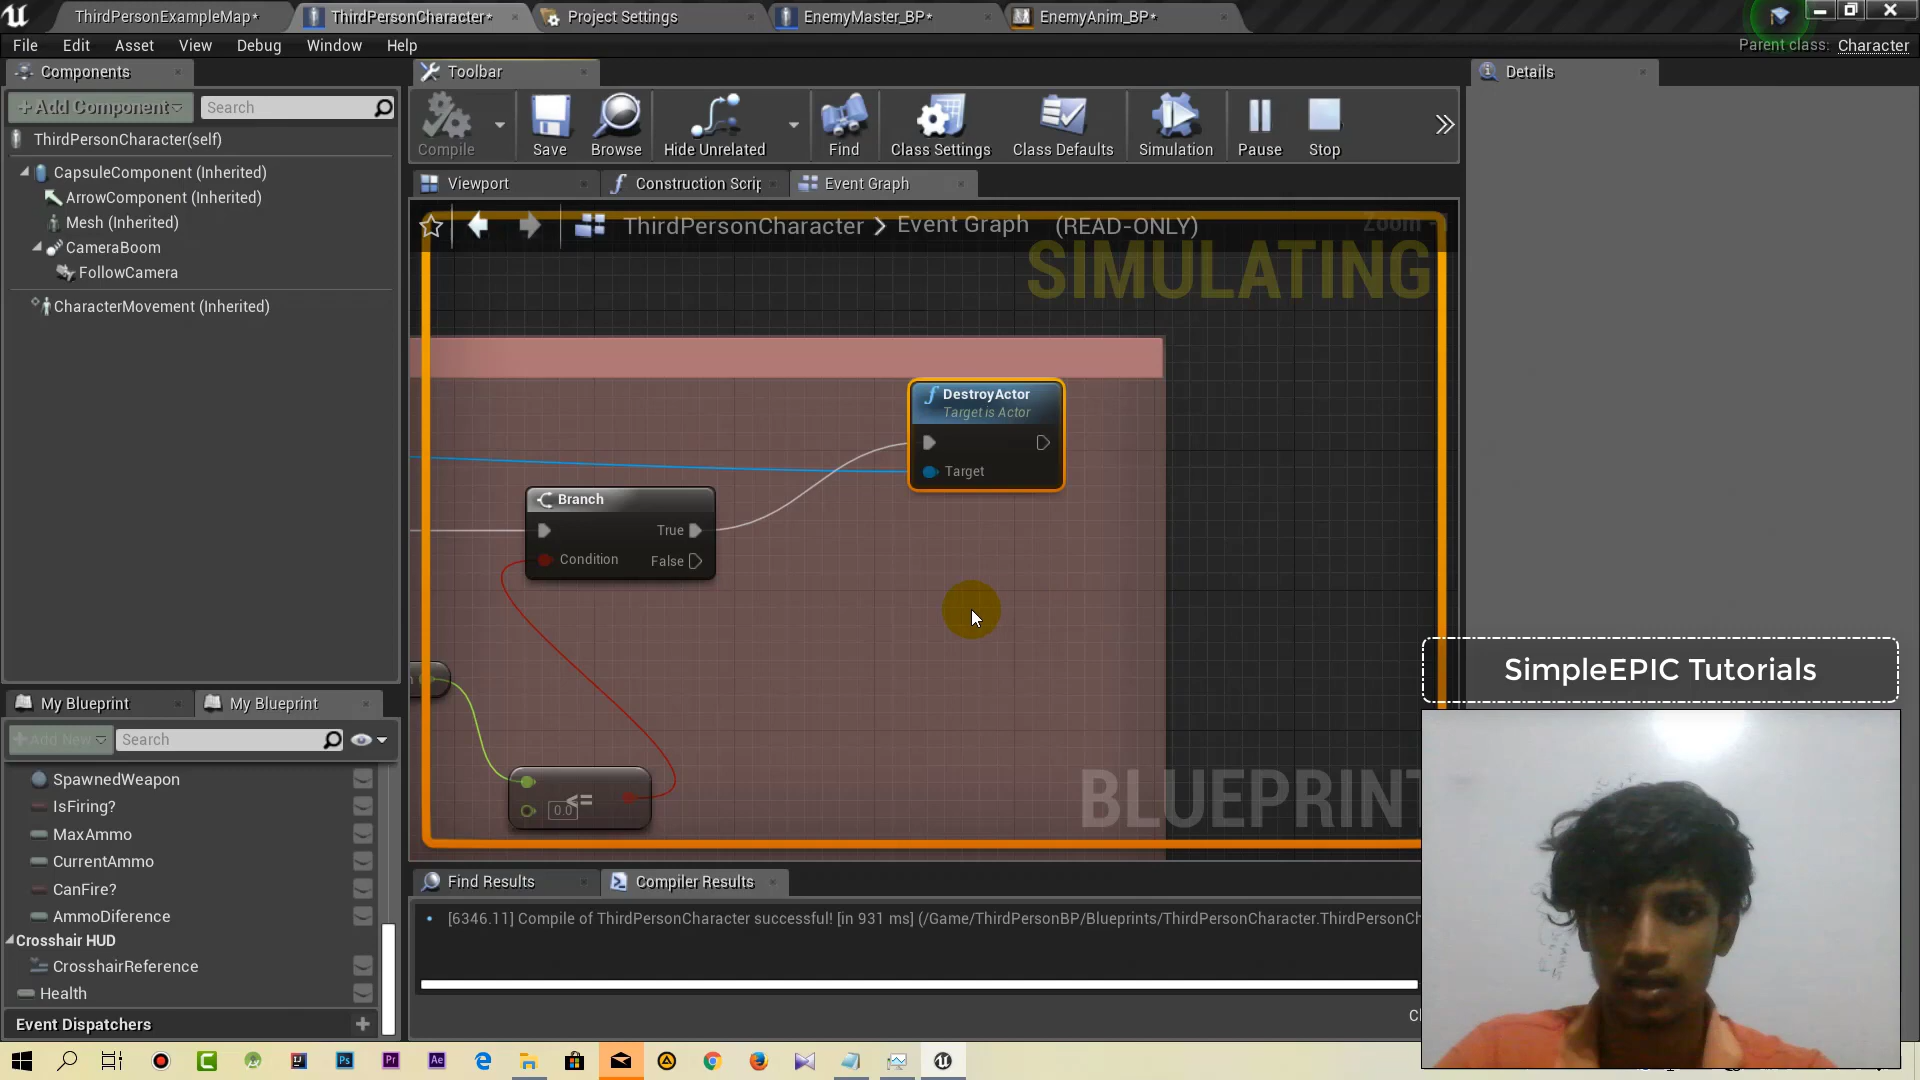 ThirdPersonExampleMap*
ThirdPersonCharacter*
Project Settings
EnemyMaster_BP*
EnemyAnim_BP*
File Edit Asset View Debug Window Help
Parent class: Character
Components
Toolbar
Details
+Add Component
Search
Compile
Save
Browse
Hide Unrelated
Find
Class Settings
Class Defaults
Simulation
Pause
Stop
ThirdPersonCharacter(self)
CapsuleComponent (Inherited)
ArrowComponent (Inherited)
Mesh (Inherited)
CameraBoom
FollowCamera
CharacterMovement (Inherited)
Viewport
Construction Scrip
Event Graph
ThirdPersonCharacter > Event Graph (READ-ONLY)
Zoom -1
SIMULATING
DestroyActor
Target is Actor
Target
Branch
True
Condition
False
<=
0.0
BLUEPRINT
SimpleEPIC Tutorials
My Blueprint
My Blueprint
+Add New
Search
SpawnedWeapon
IsFiring?
MaxAmmo
CurrentAmmo
CanFire?
AmmoDiference
Crosshair HUD
CrosshairReference
Health
Event Dispatchers
Find Results
Compiler Results
[6346.11] Compile of ThirdPersonCharacter successful! [in 931 ms] (/Game/ThirdPersonBP/Blueprints/ThirdPersonCharacter.ThirdPersonCh
Cl
Ps
Pr
Ae